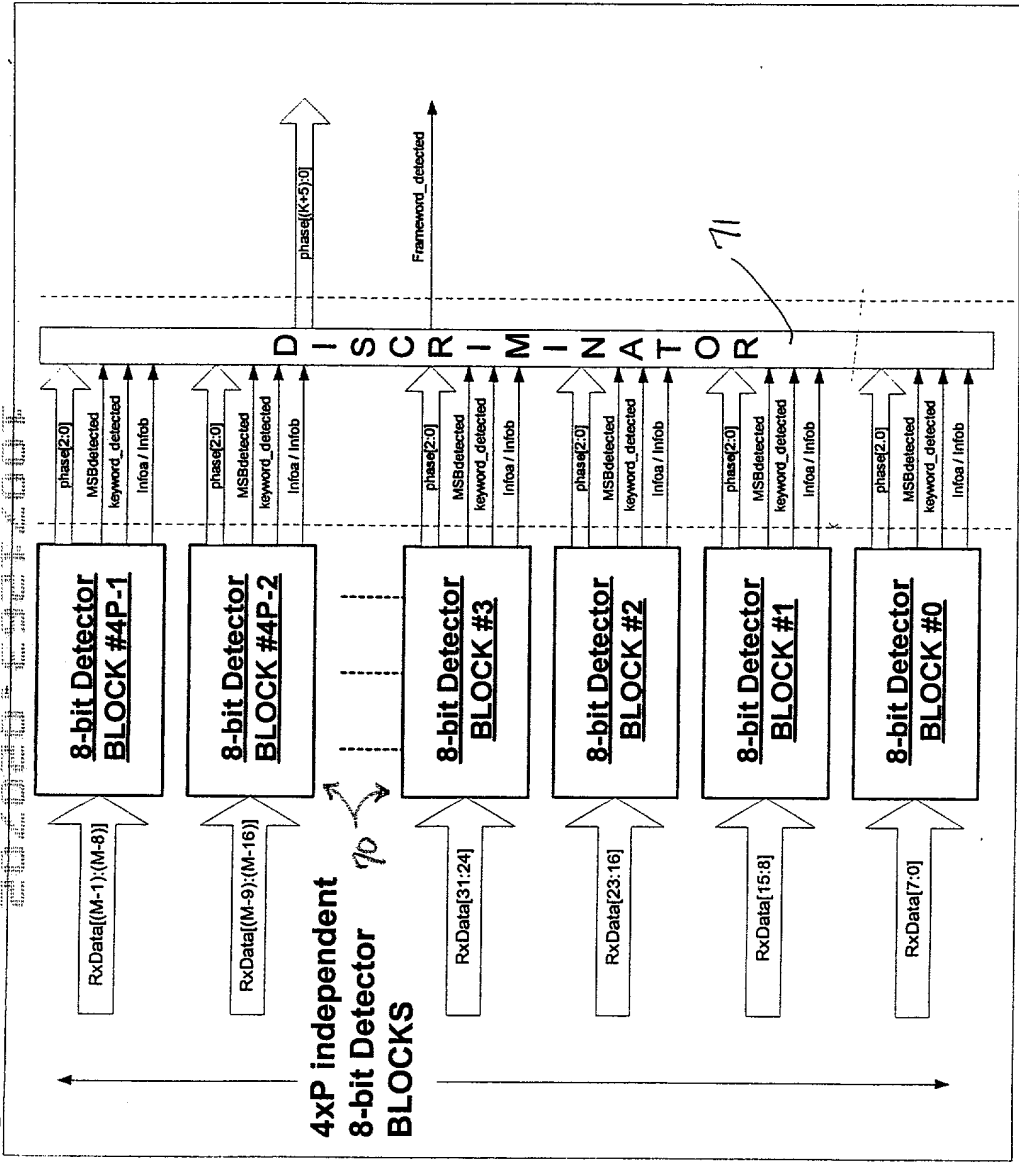 RxData[(M-1):(M-8)]
8-bit Detector
BLOCK #4P-1
phase[2:0]
MSBdetected
keyword_detected
Infoa / Infob
RxData[(M-9):(M-16)]
8-bit Detector
BLOCK #4P-2
phase[2:0]
MSBdetected
keyword_detected
Infoa / Infob
phase[(K+5):0]
4xP independent
8-bit Detector
BLOCKS
70
DISCRIMINATOR
Frameword_detected
RxData[31:24]
8-bit Detector
BLOCK #3
phase[2:0]
MSBdetected
keyword_detected
Infoa / Infob
RxData[23:16]
8-bit Detector
BLOCK #2
phase[2:0]
MSBdetected
keyword_detected
Infoa / Infob
RxData[15:8]
8-bit Detector
BLOCK #1
phase[2:0]
MSBdetected
keyword_detected
Infoa / Infob
71
RxData[7:0]
8-bit Detector
BLOCK #0
phase[2.0]
MSBdetected
keyword_detected
Infoa / Infob